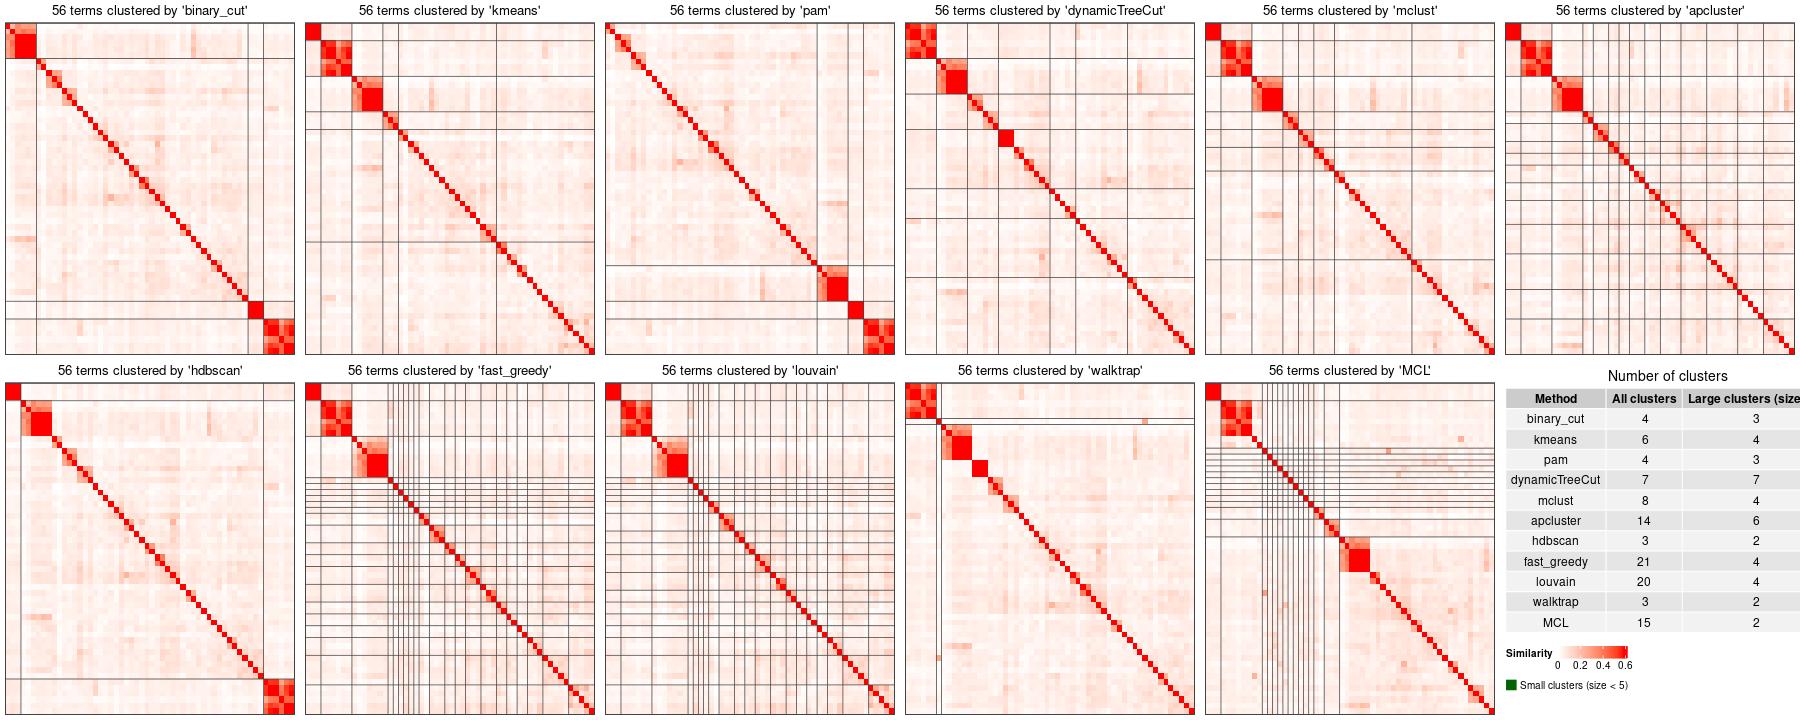 56 terms clustered by 'binary_cut'
56 terms clustered by 'kmeans'
56 terms clustered by 'pam'
56 terms clustered by 'dynamicTreeCut'
56 terms clustered by 'mclust'
56 terms clustered by 'apcluster'
56 terms clustered by 'hdbscan'
56 terms clustered by 'fast_greedy'
56 terms clustered by 'louvain'
56 terms clustered by 'walktrap'
56 terms clustered by 'MCL'
Number of clusters
Method All clusters Large clusters (size
binary_cut 4 3
kmeans 6 4
pam 4 3
dynamicTreeCut 7 7
mclust 8 4
apcluster 14 6
hdbscan 3 2
fast_greedy 21 4
louvain 20 4
walktrap 3 2
MCL 15 2
Similarity
0 0.2 0.4 0.6
Small clusters (size < 5)